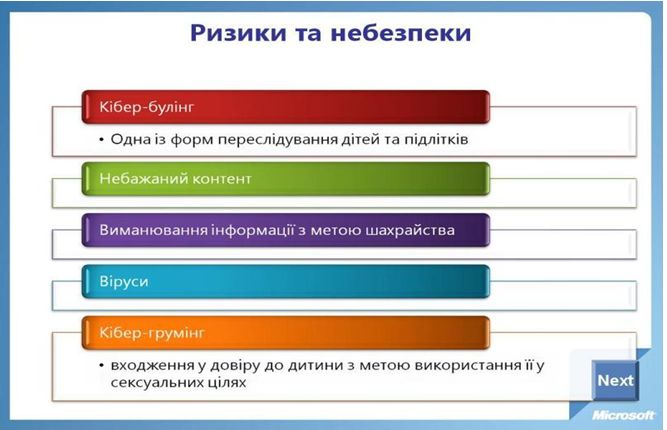 Ризики та небезпеки
Кібер-булінг
• Одна із форм переслідування дітей та підлітків
Небажаний контент
Виманювання інформації з метою шахрайства
Віруси
Кібер-грумінг
• входження у довіру до дитини з метою використання її у
сексуальних цілях
Next
Microsoft